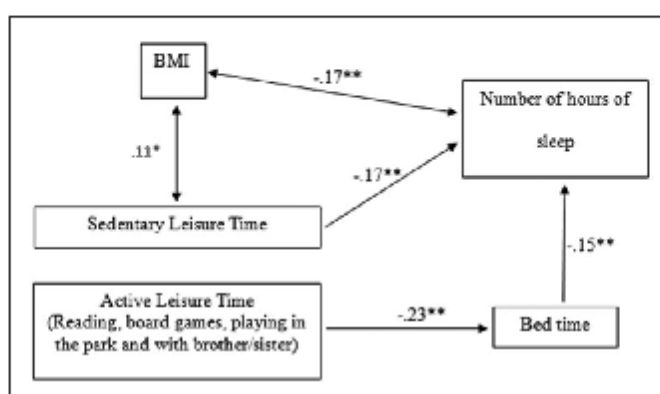 BMI
-.17**
Number of hours of
sleep
.11*
-.17**
Sedentary Leisure Time
-.15**
Active Leisure Time
(Reading, board games, playing in
the park and with brother/sister)
-.23**
Bed time